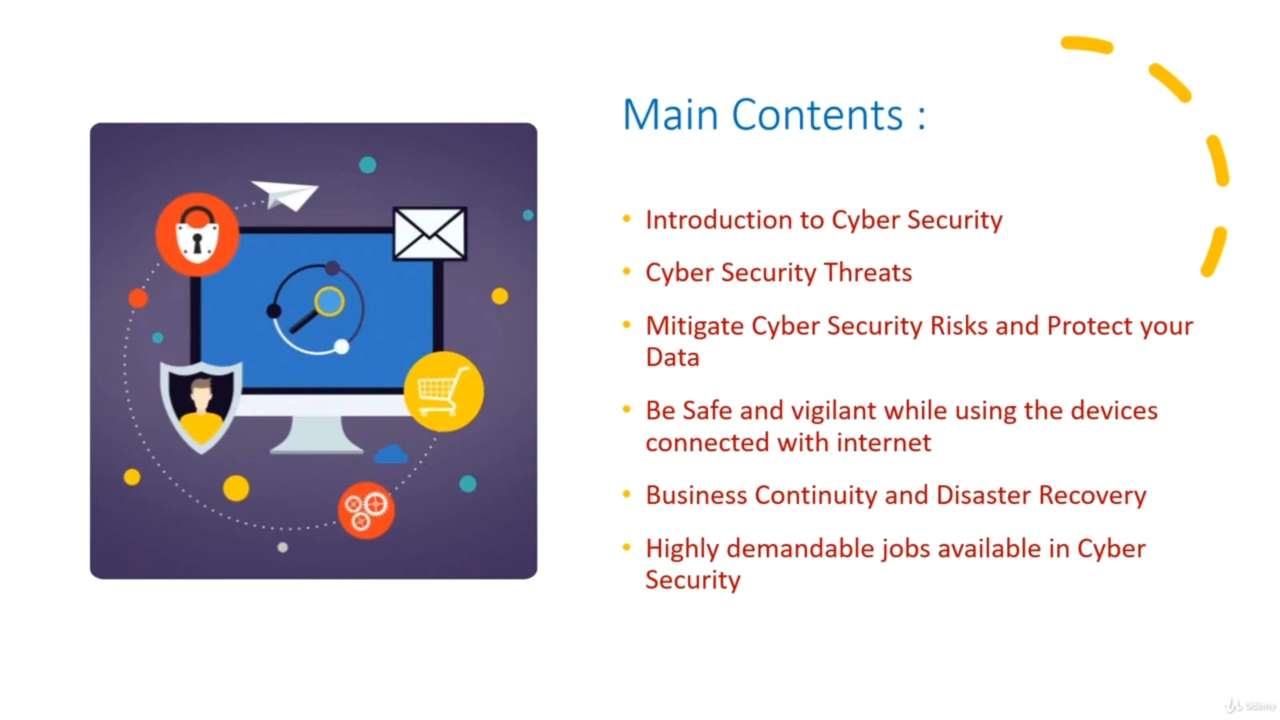 Main Contents :
• Introduction to Cyber Security
• Cyber Security Threats
• Mitigate Cyber Security Risks and Protect your
Data
• Be Safe and vigilant while using the devices
connected with internet
• Business Continuity and Disaster Recovery
• Highly demandable jobs available in Cyber
Security
Udemy